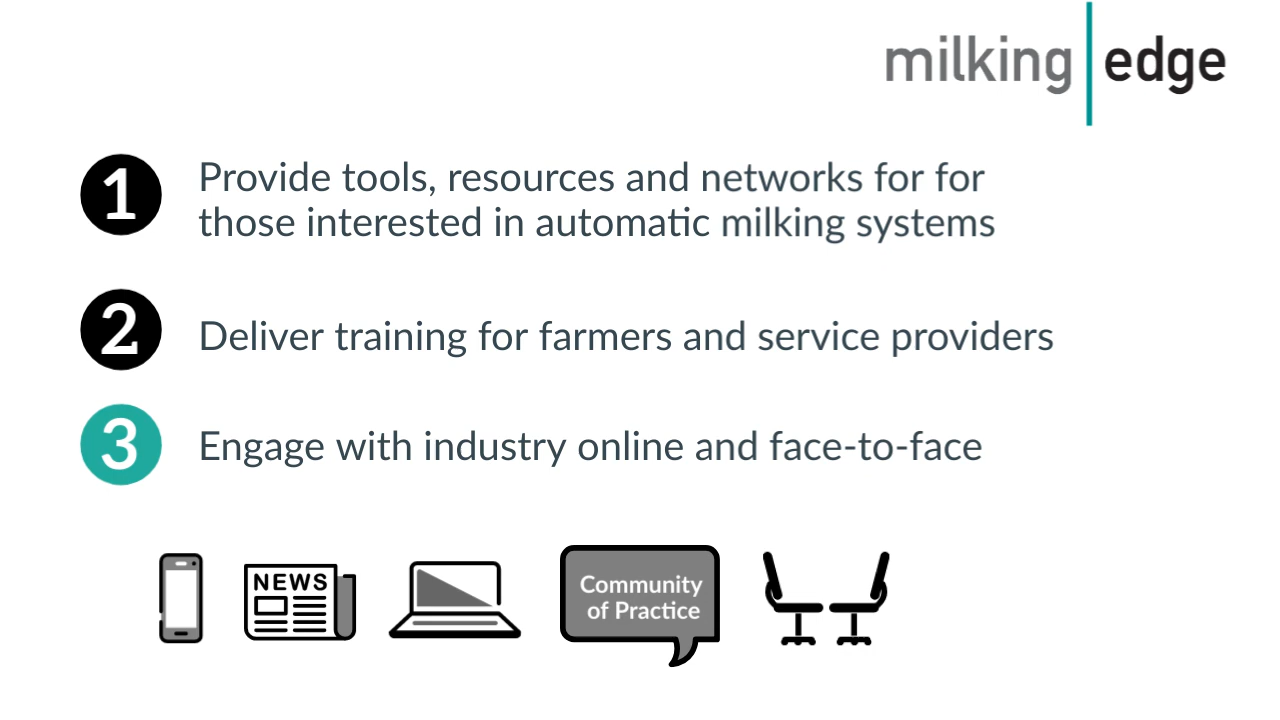 milking edge
1 Provide tools, resources and networks for for
those interested in automatic milking systems
2 Deliver training for farmers and service providers
3 Engage with industry online and face-to-face
NEWS
Community
of Practice